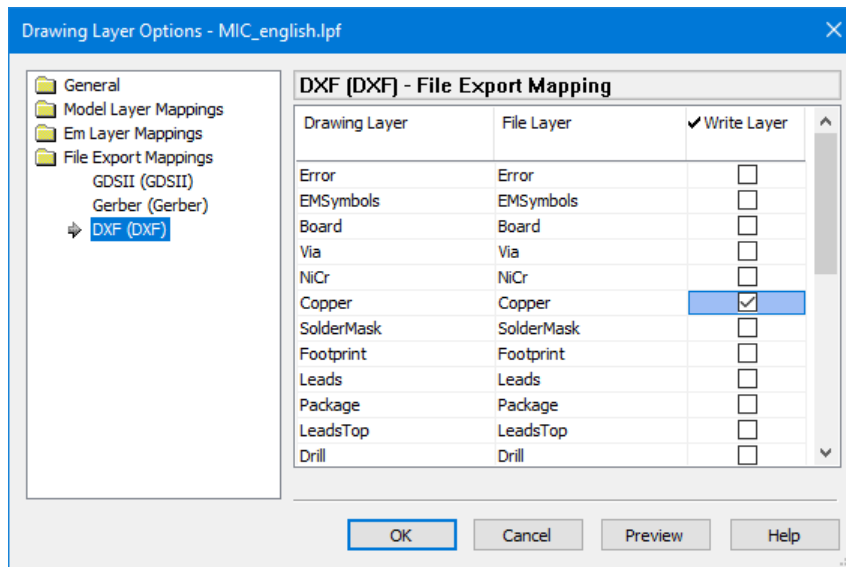 Drawing Layer Options - MIC_english.lpf
General
Model Layer Mappings
Em Layer Mappings
File Export Mappings
GDSII (GDSII)
Gerber (Gerber)
DXF (DXF)
DXF (DXF) - File Export Mapping
Drawing Layer File Layer ✓ Write Layer
Error Error
EMSymbols EMSymbols
Board Board
Via Via
NiCr NiCr
Copper Copper
SolderMask SolderMask
Footprint Footprint
Leads Leads
Package Package
LeadsTop LeadsTop
Drill Drill
OK Cancel Preview Help